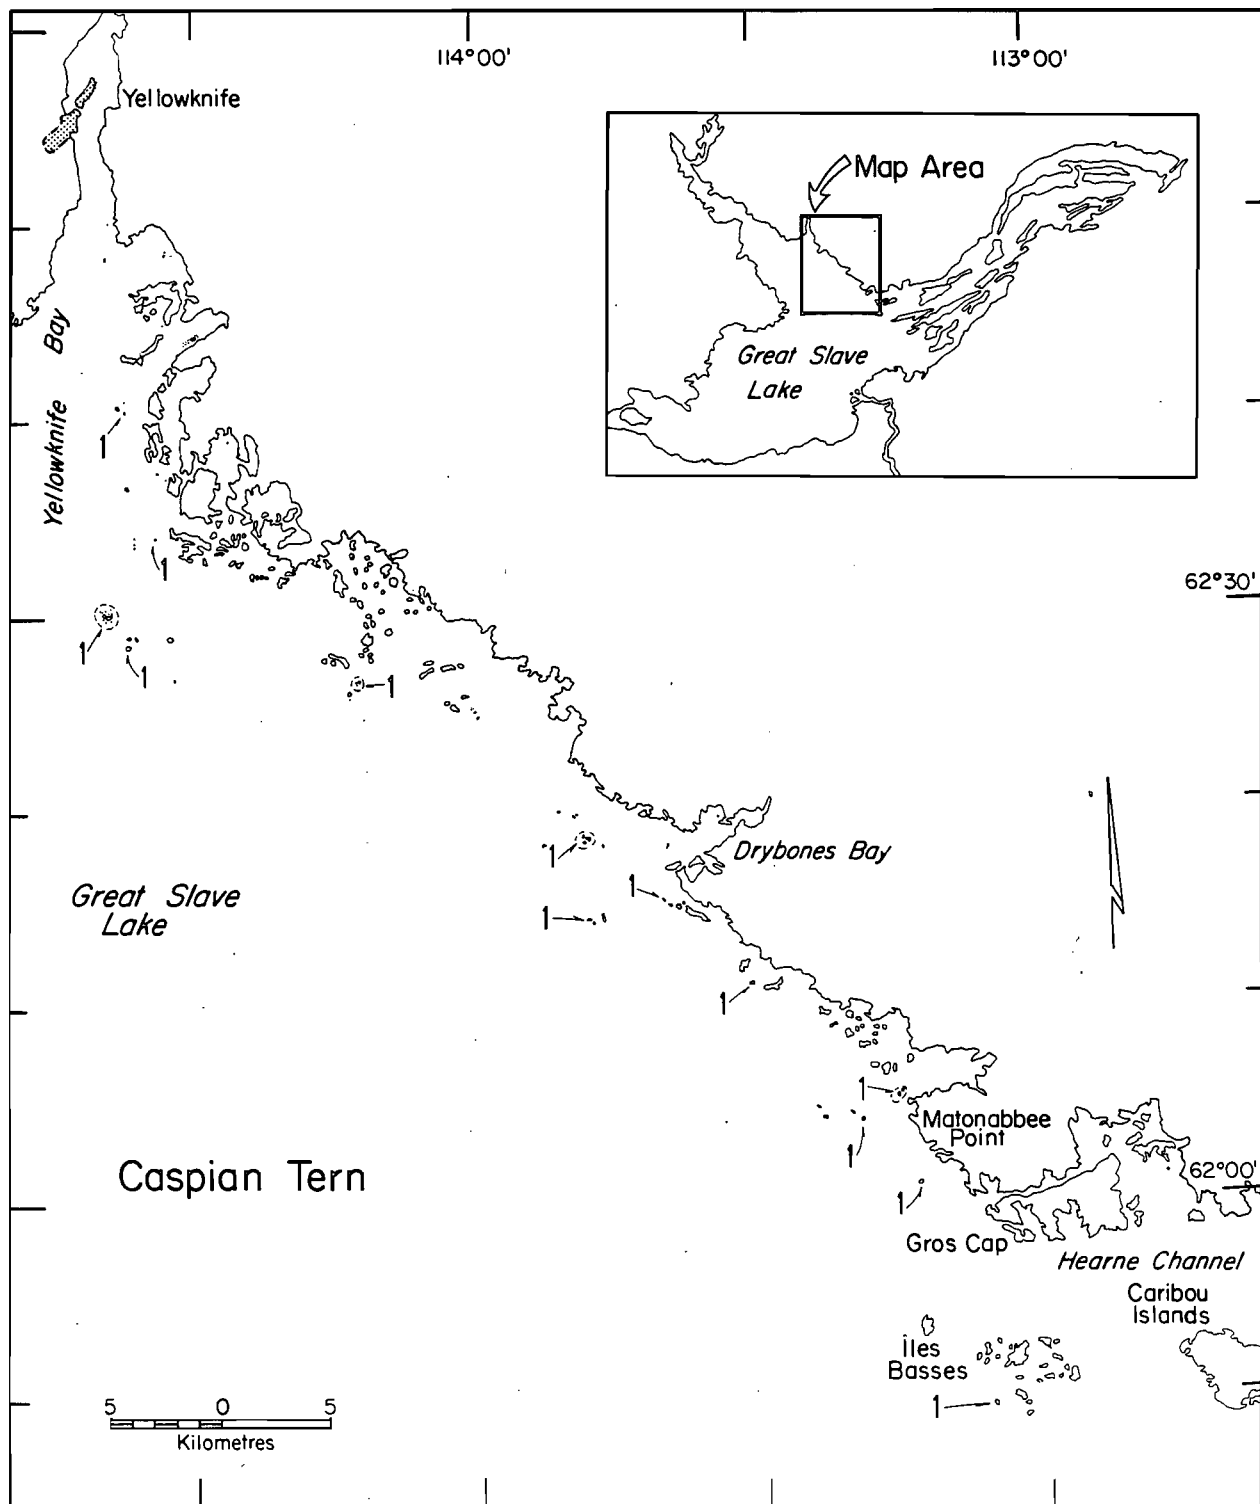 114°00'
113°00'
Yellowknife
Map Area
Great Slave
Lake
Yellowknife Bay
1
1
62°30'
1
1
1
Drybones Bay
1
1
1
Great Slave
Lake
1
1
Matonabbee
Point
1
Caspian Tern
62°00'
1
Gros Cap
Hearne Channel
Caribou
Islands
Îles
Basses
1
5 0 5
Kilometres